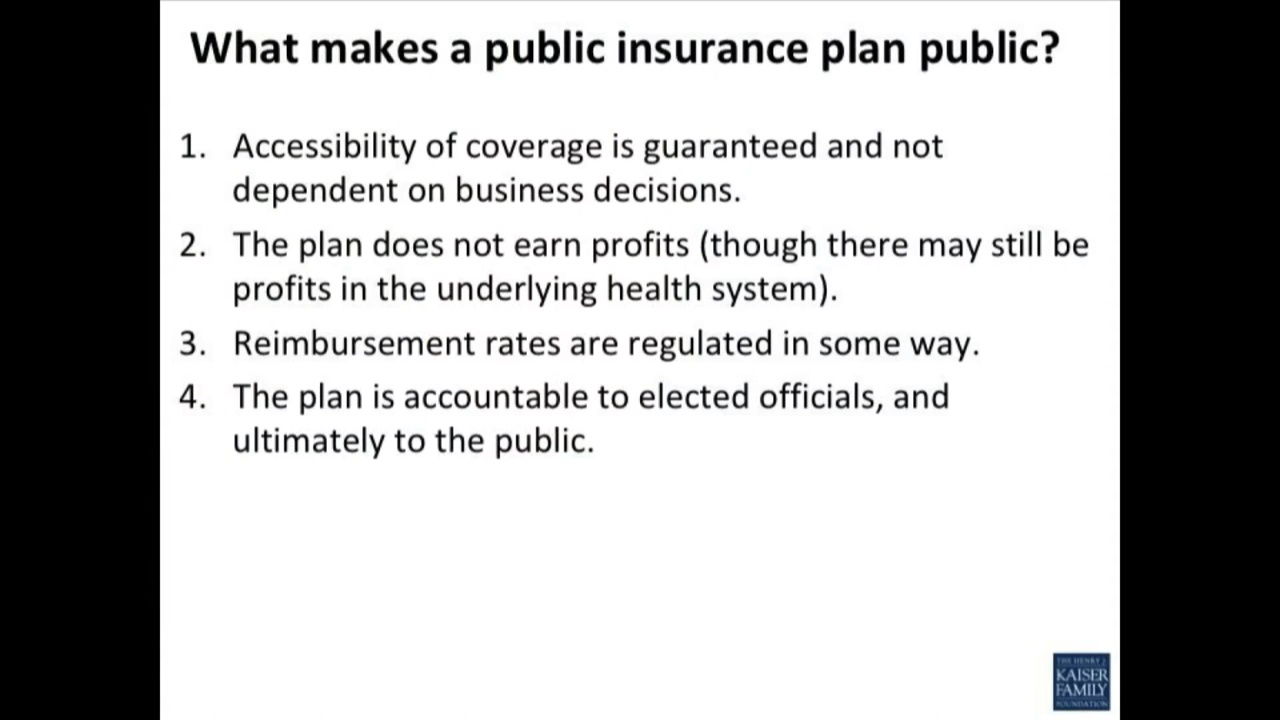 What makes a public insurance plan public?
1. Accessibility of coverage is guaranteed and not
dependent on business decisions.
2. The plan does not earn profits (though there may still be
profits in the underlying health system).
3. Reimbursement rates are regulated in some way.
4. The plan is accountable to elected officials, and
ultimately to the public.
THE HENRY J.
KAISER
FAMILY
FOUNDATION